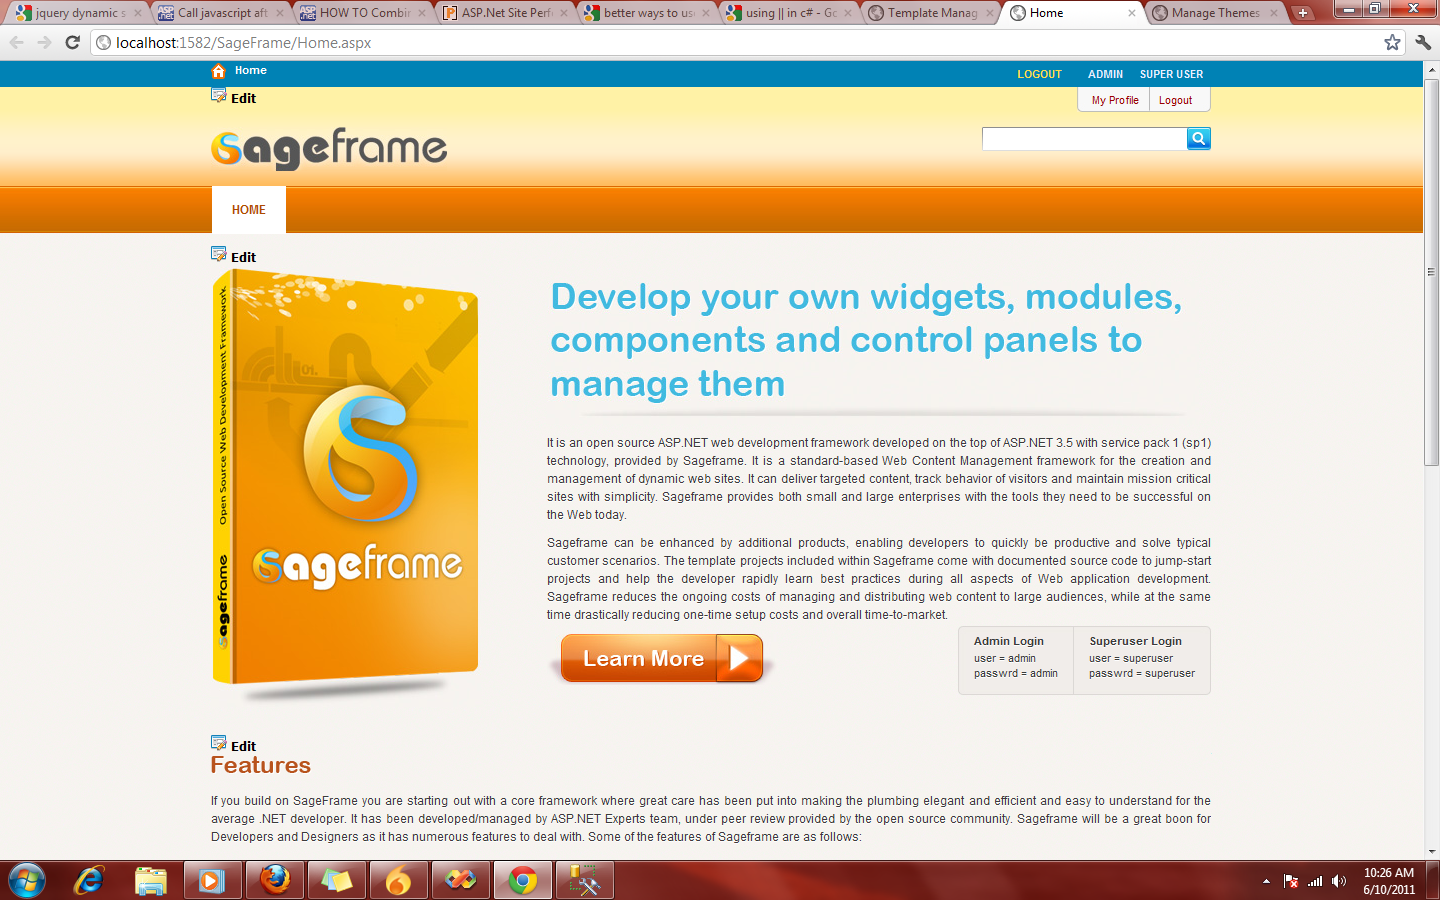 jquery dynamic s
Call javascript aft
HOW TO Combin
ASP.Net Site Perf
better ways to us
using || in c# - Go
Template Manag
Home
Manage Themes
localhost:1582/SageFrame/Home.aspx
Home
LOGOUT ADMIN SUPER USER
Edit
My Profile Logout
Sageframe
HOME
Edit
Open Source Web Development Framework.
Sageframe
Sageframe
Develop your own widgets, modules,
components and control panels to
manage them
It is an open source ASP.NET web development framework developed on the top of ASP.NET 3.5 with service pack 1 (sp1)
technology, provided by Sageframe. It is a standard-based Web Content Management framework for the creation and
management of dynamic web sites. It can deliver targeted content, track behavior of visitors and maintain mission critical
sites with simplicity. Sageframe provides both small and large enterprises with the tools they need to be successful on
the Web today.
Sageframe can be enhanced by additional products, enabling developers to quickly be productive and solve typical
customer scenarios. The template projects included within Sageframe come with documented source code to jump-start
projects and help the developer rapidly learn best practices during all aspects of Web application development.
Sageframe reduces the ongoing costs of managing and distributing web content to large audiences, while at the same
time drastically reducing one-time setup costs and overall time-to-market.
Learn More
Admin Login
user = admin
passwrd = admin
Superuser Login
user = superuser
passwrd = superuser
Edit
Features
If you build on SageFrame you are starting out with a core framework where great care has been put into making the plumbing elegant and efficient and easy to understand for the
average .NET developer. It has been developed/managed by ASP.NET Experts team, under peer review provided by the open source community. Sageframe will be a great boon for
Developers and Designers as it has numerous features to deal with. Some of the features of Sageframe are as follows:
10:26 AM
6/10/2011